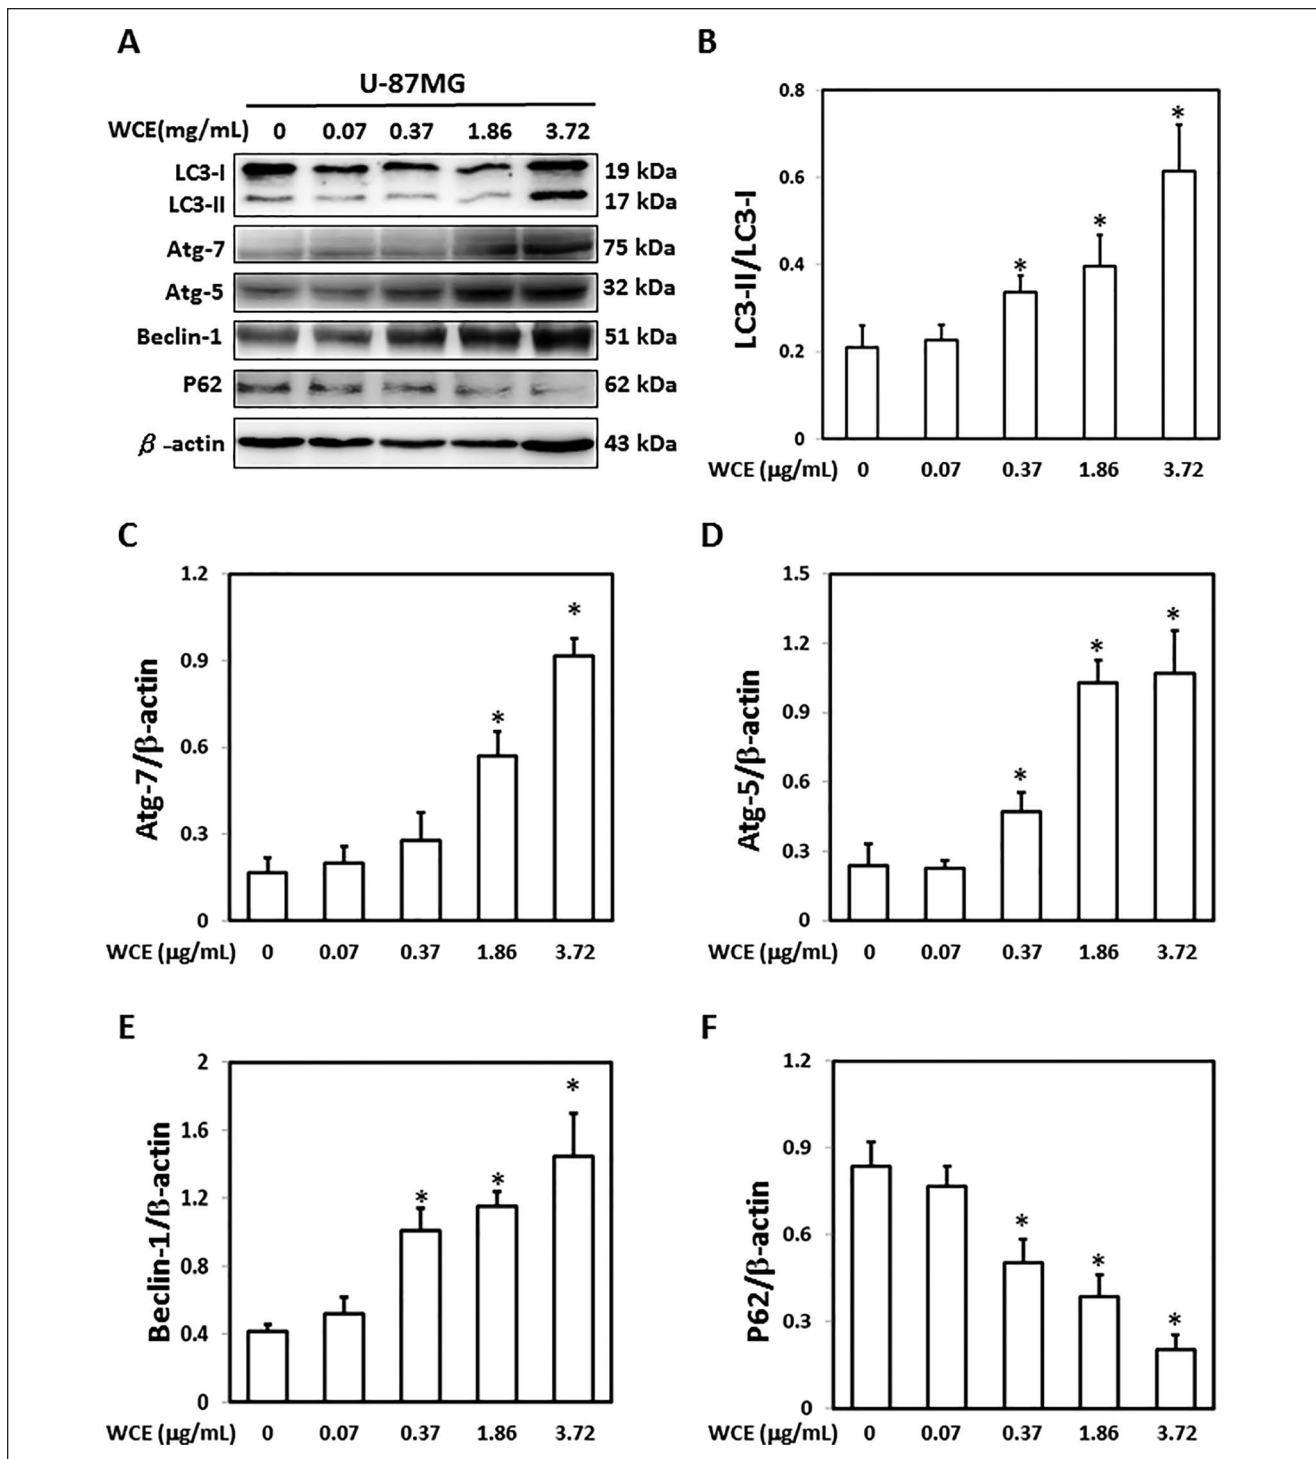 A
U-87MG
WCE(mg/mL) 0 0.07 0.37 1.86 3.72
LC3-I 19 kDa
LC3-II 17 kDa
Atg-7 75 kDa
Atg-5 32 kDa
Beclin-1 51 kDa
P62 62 kDa
β-actin 43 kDa
B
LC3-II/LC3-I
0.8
*
0.6
*
0.4
*
0.2
0
WCE (μg/mL) 0 0.07 0.37 1.86 3.72
C
Atg-7/β-actin
1.2
*
0.9
*
0.6
0.3
0
WCE (μg/mL) 0 0.07 0.37 1.86 3.72
D
Atg-5/β-actin
1.5
*
1.2
*
0.9
*
0.6
0.3
0
WCE (μg/mL) 0 0.07 0.37 1.86 3.72
E
Beclin-1/β-actin
2
*
1.6
* *
1.2
0.8
0.4
0
WCE (μg/mL) 0 0.07 0.37 1.86 3.72
F
P62/β-actin
1.2
0.9
*
0.6
*
*
0.3
0
WCE (μg/mL) 0 0.07 0.37 1.86 3.72